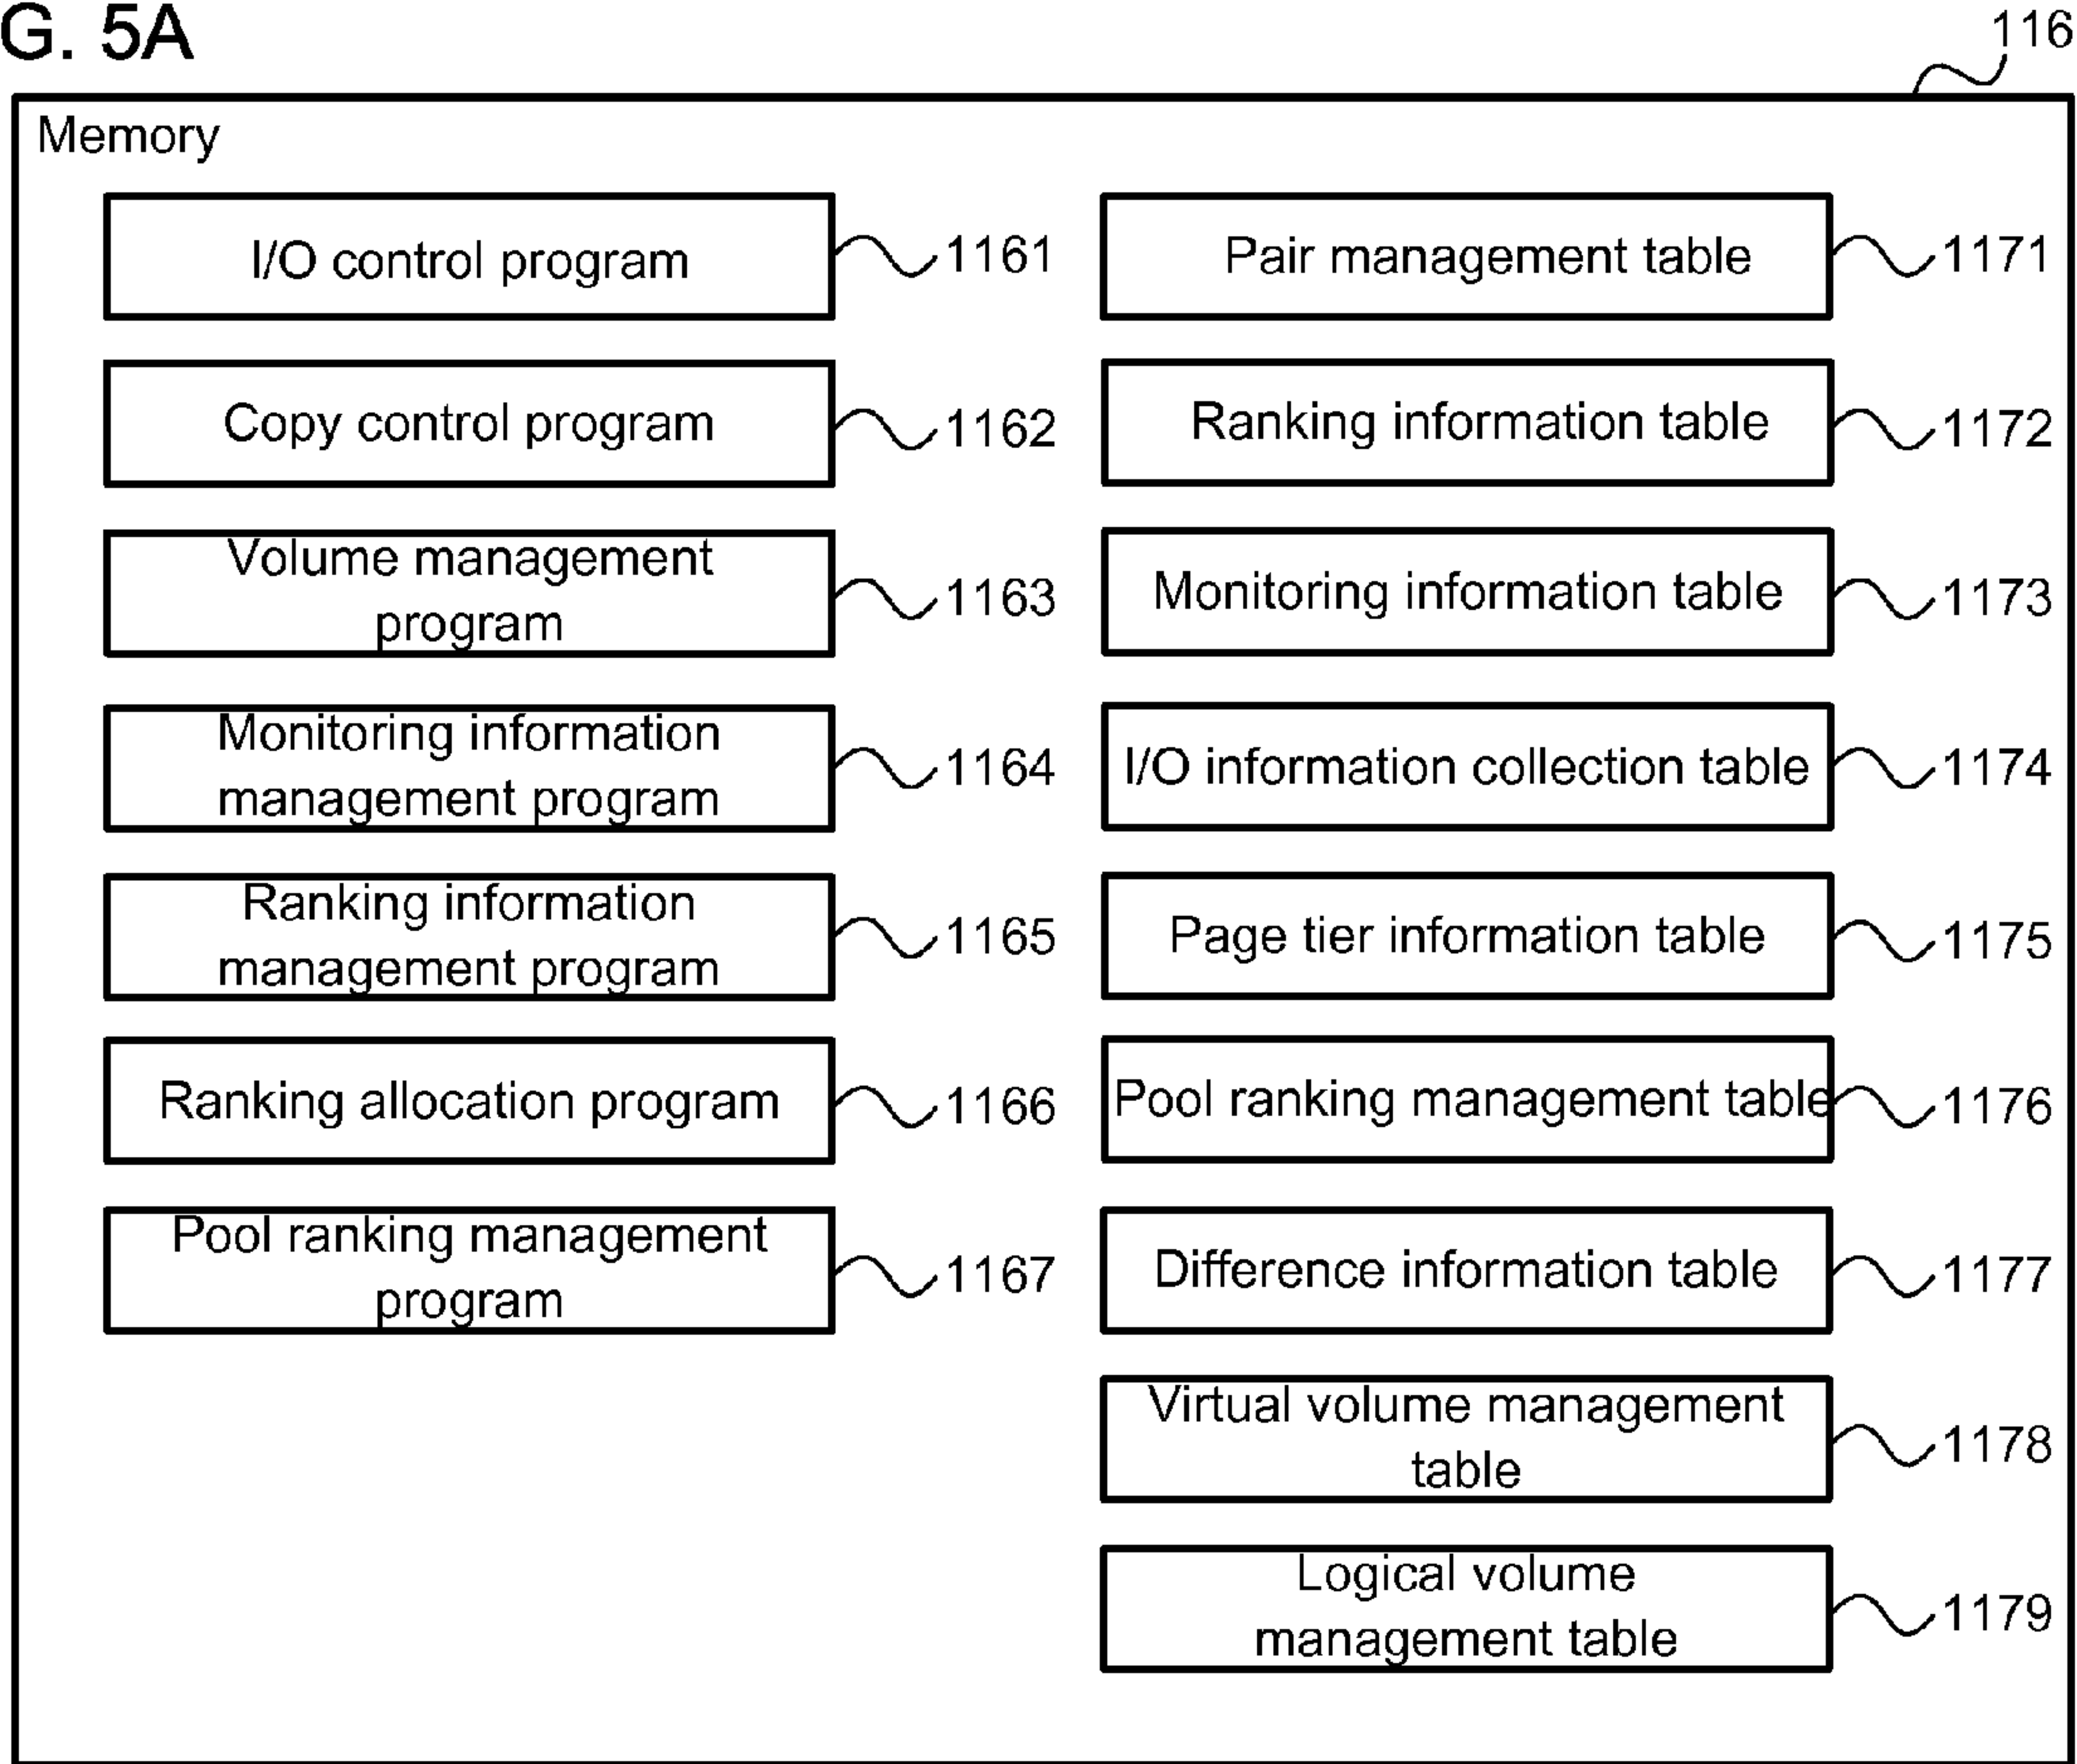 G. 5A
116
Memory
I/O control program
1161
Copy control program
1162
Volume management
program
1163
Monitoring information
management program
1164
Ranking information
management program
1165
Ranking allocation program
1166
Pool ranking management
program
1167
Pair management table
1171
Ranking information table
1172
Monitoring information table
1173
I/O information collection table
1174
Page tier information table
1175
Pool ranking management table
1176
Difference information table
1177
Virtual volume management
table
1178
Logical volume
management table
1179